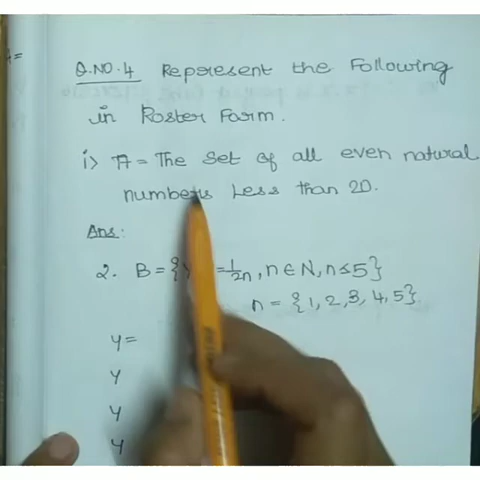 A=
Q.NO.4 Represent the Following
in Roster Form.
i> A = The Set of all even natural
numbers Less than 20.
Ans:
2. B = {y = 1/2n, n ∈ N, n ≤ 5}
n = {1, 2, 3, 4, 5}
y =
y
y
y